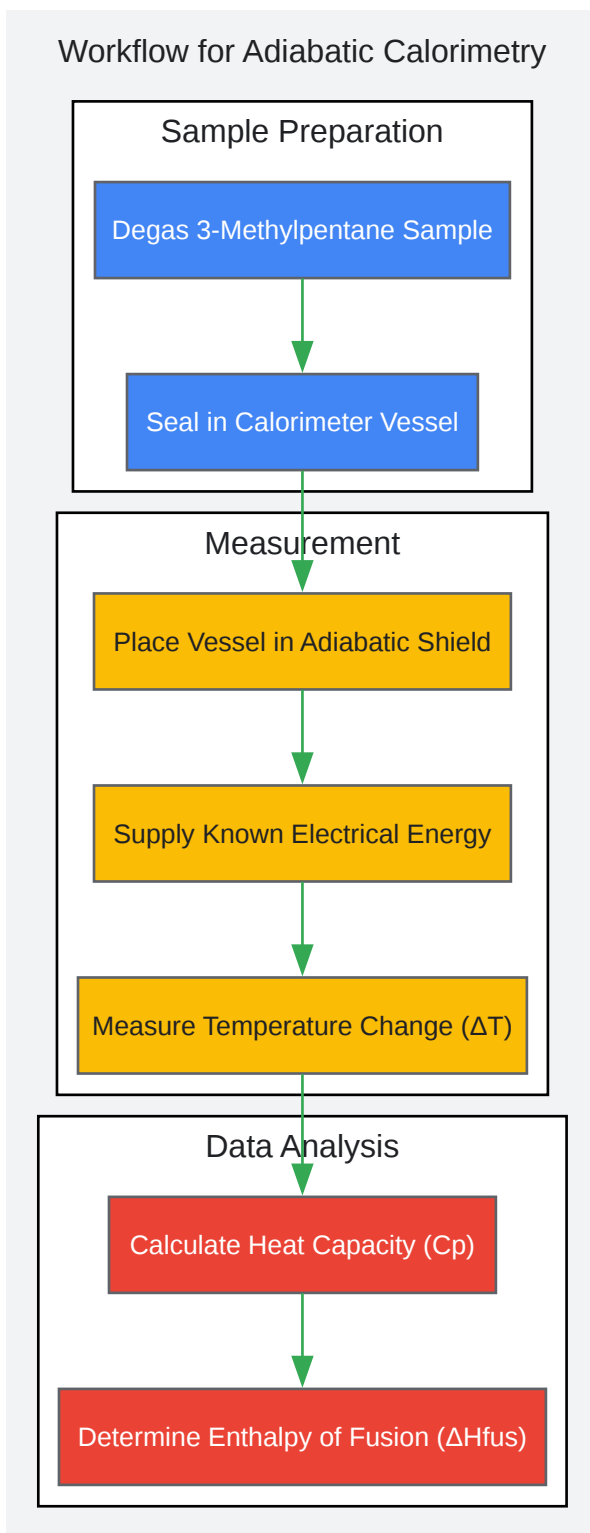 Workflow for Adiabatic Calorimetry
Sample Preparation
Degas 3-Methylpentane Sample
Seal in Calorimeter Vessel
Measurement
Place Vessel in Adiabatic Shield
Supply Known Electrical Energy
Measure Temperature Change (ΔT)
Data Analysis
Calculate Heat Capacity (Cp)
Determine Enthalpy of Fusion (ΔHfus)